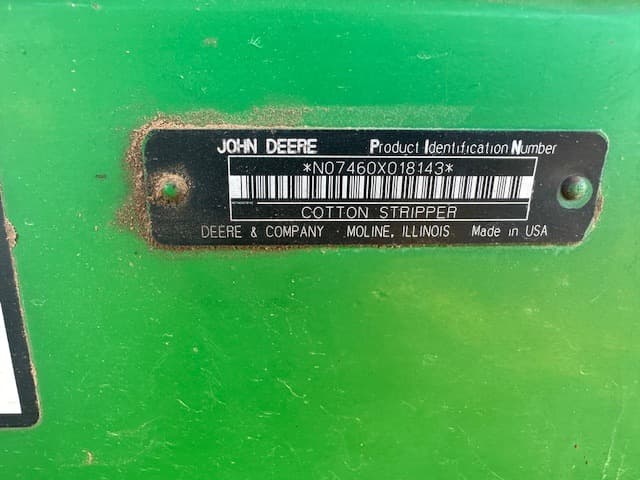 JOHN DEERE Product Identification Number
*N07460X018143*
COTTON STRIPPER
DEERE & COMPANY MOLINE, ILLINOIS Made in USA